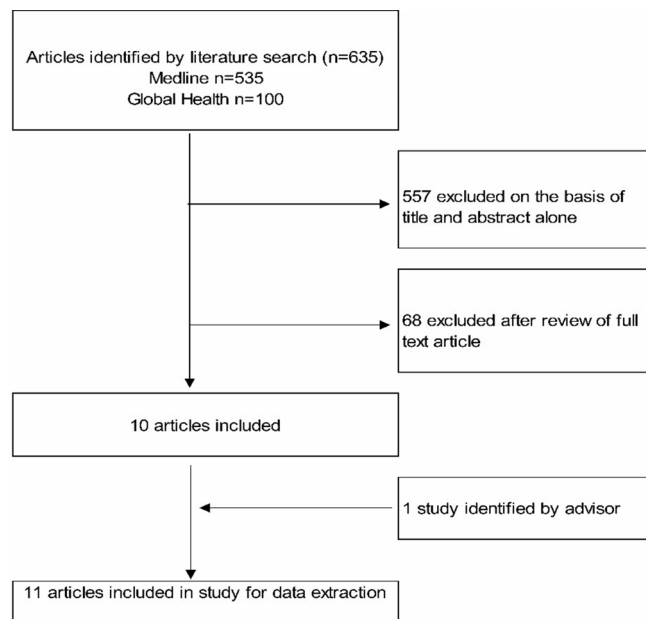 Articles identified by literature search (n=635)
Medline n=535
Global Health n=100
557 excluded on the basis of
title and abstract alone
68 excluded after review of full
text article
10 articles included
1 study identified by advisor
11 articles included in study for data extraction